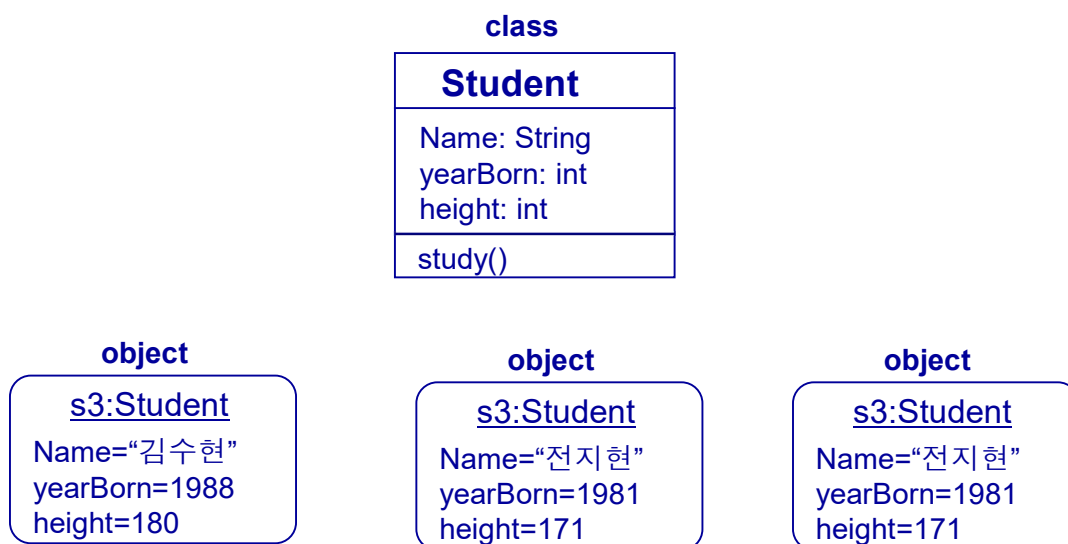 class
Student
Name: String
yearBorn: int
height: int
study()
object
s3:Student
Name=“김수현”
yearBorn=1988
height=180
object
s3:Student
Name=“전지현”
yearBorn=1981
height=171
object
s3:Student
Name=“전지현”
yearBorn=1981
height=171